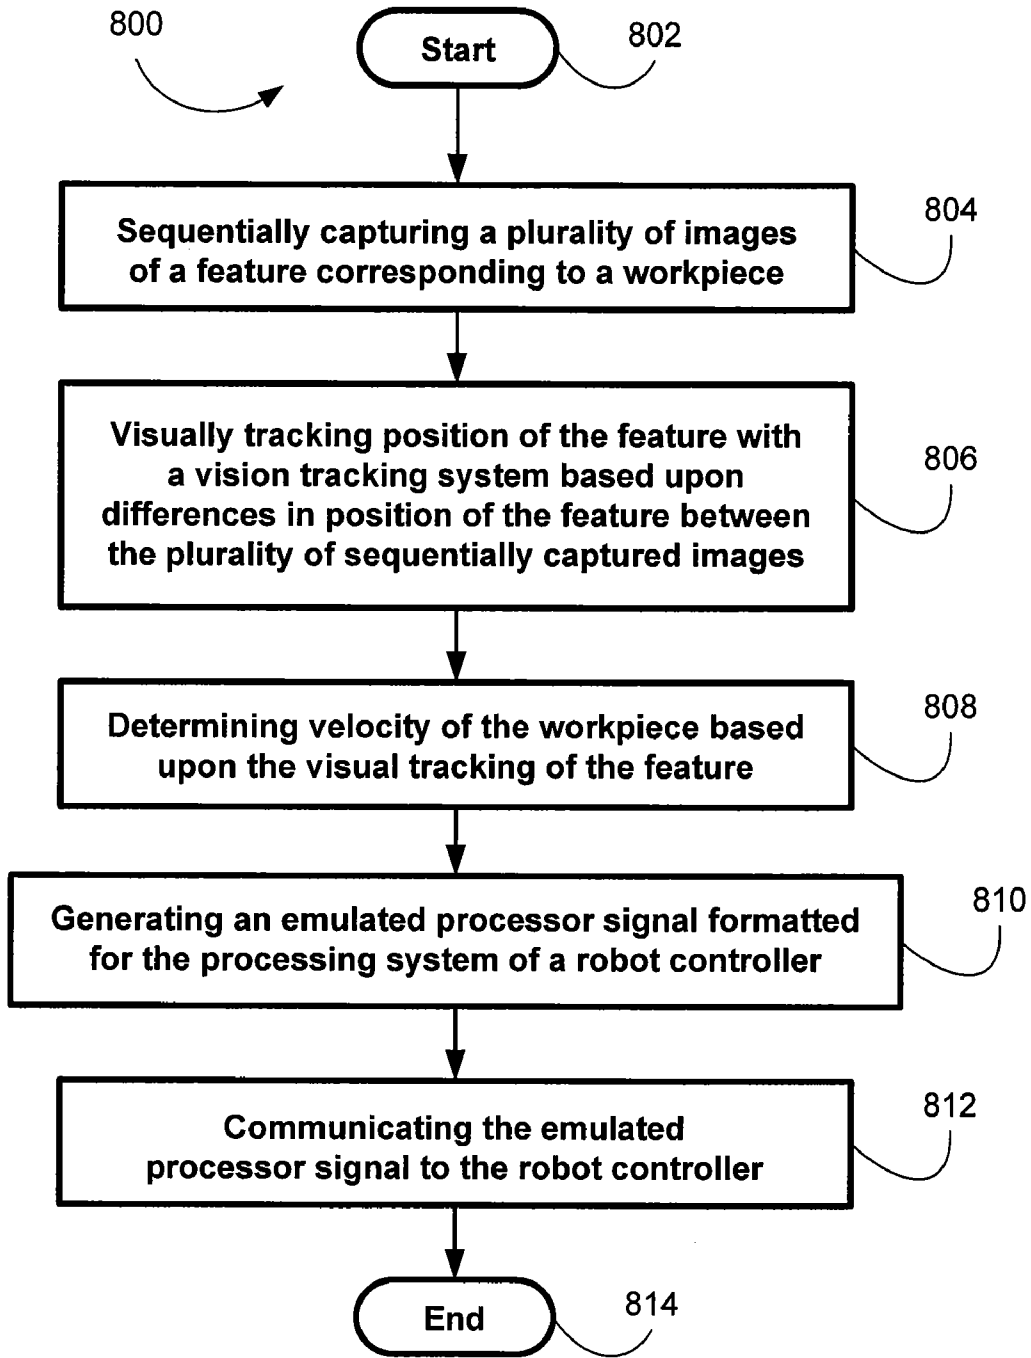 800
Start
802
Sequentially capturing a plurality of images
of a feature corresponding to a workpiece
804
Visually tracking position of the feature with
a vision tracking system based upon
differences in position of the feature between
the plurality of sequentially captured images
806
Determining velocity of the workpiece based
upon the visual tracking of the feature
808
Generating an emulated processor signal formatted
for the processing system of a robot controller
810
Communicating the emulated
processor signal to the robot controller
812
End
814